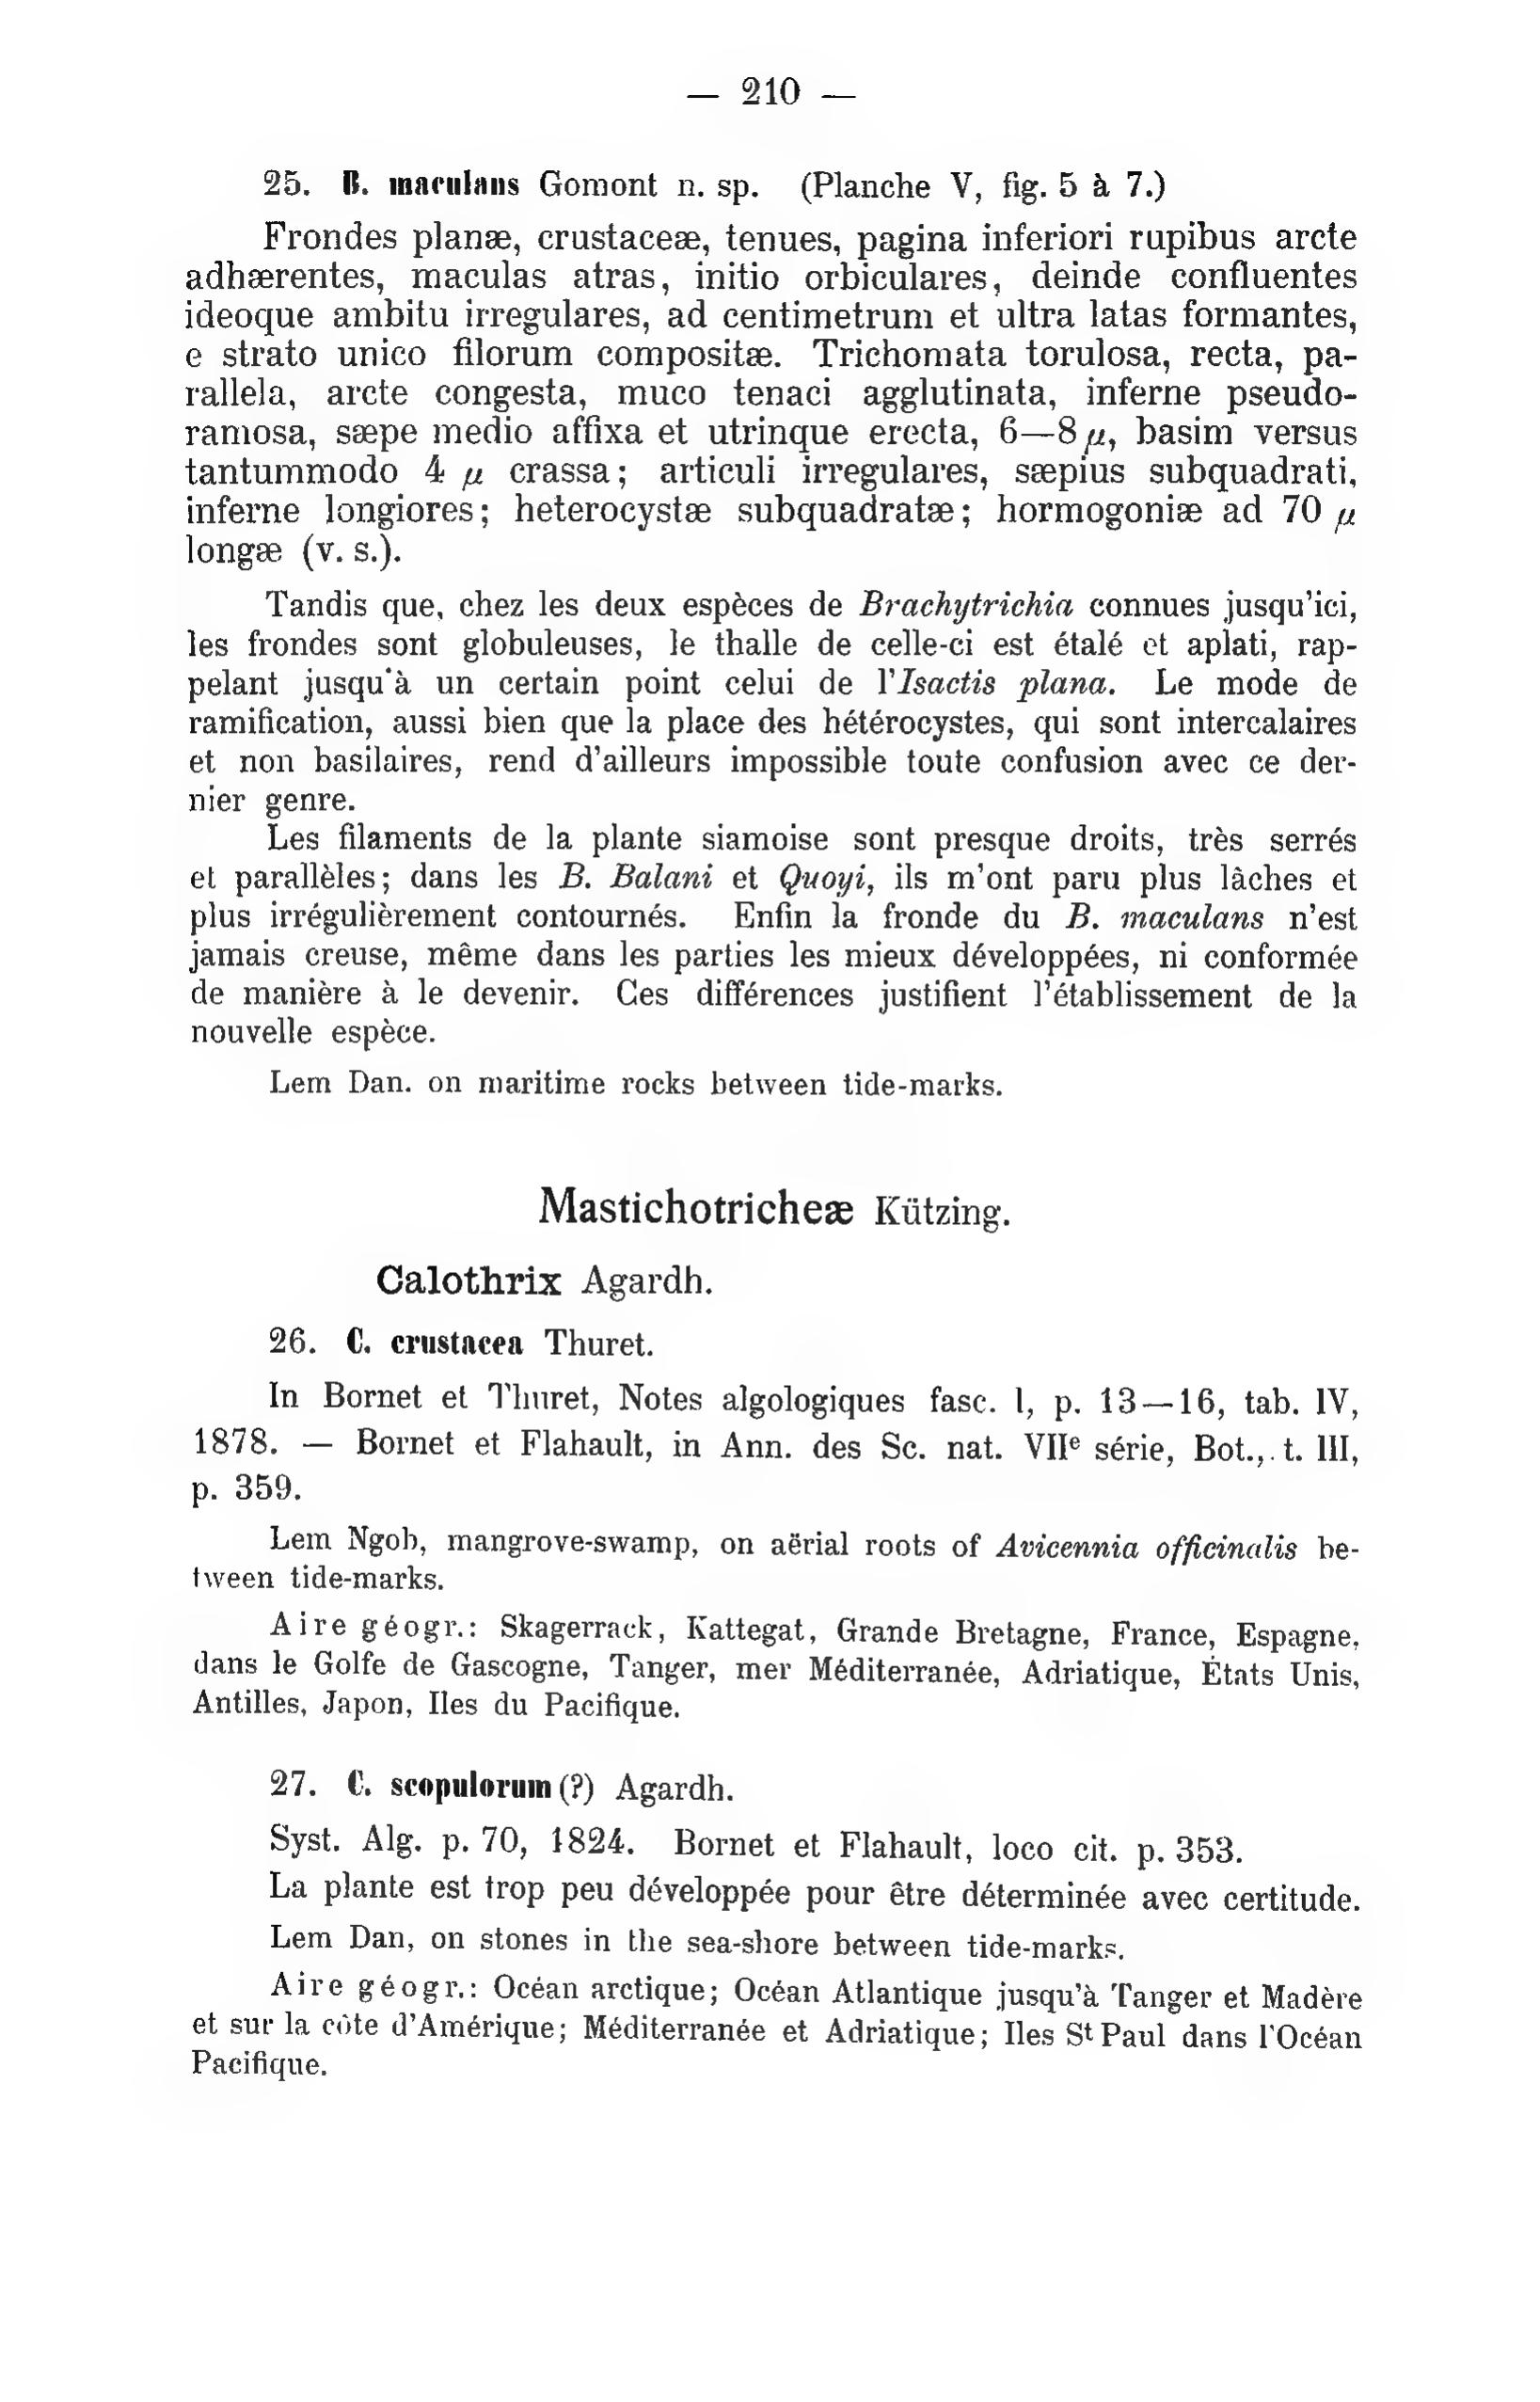 — 210 —
25. B. maculans Gomont n. sp. (Planche V, fig. 5 à 7.)
Frondes planæ, crustaceæ, tenues, pagina inferiori rupibus arcte
adhærentes, maculas atras, initio orbiculares, deinde confluentes
ideoque ambitu irregulares, ad centimetrum et ultra latas formantes,
e strato unico filorum compositæ. Trichomata torulosa, recta, pa-
rallela, arcte congesta, muco tenaci agglutinata, inferne pseudo-
ramosa, sæpe medio affixa et utrinque erecta, 6—8 μ, basim versus
tantummodo 4 μ crassa; articuli irregulares, sæpius subquadrati,
inferne longiores; heterocystæ subquadratæ; hormogoniæ ad 70 μ
longæ (v. s.).
Tandis que, chez les deux espèces de Brachytrichia connues jusqu'ici,
les frondes sont globuleuses, le thalle de celle-ci est étalé et aplati, rap-
pelant jusqu'à un certain point celui de l'Isactis plana. Le mode de
ramification, aussi bien que la place des hétérocystes, qui sont intercalaires
et non basilaires, rend d'ailleurs impossible toute confusion avec ce der-
nier genre.
Les filaments de la plante siamoise sont presque droits, très serrés
et parallèles; dans les B. Balani et Quoyi, ils m'ont paru plus lâches et
plus irrégulièrement contournés. Enfin la fronde du B. maculans n'est
jamais creuse, même dans les parties les mieux développées, ni conformée
de manière à le devenir. Ces différences justifient l'établissement de la
nouvelle espèce.
Lem Dan. on maritime rocks between tide-marks.
Mastichotricheæ Kützing.
Calothrix Agardh.
26. C. crustacea Thuret.
In Bornet et Thuret, Notes algologiques fasc. I, p. 13—16, tab. IV,
1878. — Bornet et Flahault, in Ann. des Sc. nat. VIIe série, Bot., t. III,
p. 359.
Lem Ngob, mangrove-swamp, on aërial roots of Avicennia officinalis be-
tween tide-marks.
Aire géogr.: Skagerrack, Kattegat, Grande Bretagne, France, Espagne,
dans le Golfe de Gascogne, Tanger, mer Méditerranée, Adriatique, États Unis,
Antilles, Japon, Iles du Pacifique.
27. C. scopulorum (?) Agardh.
Syst. Alg. p. 70, 1824. Bornet et Flahault, loco cit. p. 353.
La plante est trop peu développée pour être déterminée avec certitude.
Lem Dan, on stones in the sea-shore between tide-marks.
Aire géogr.: Océan arctique; Océan Atlantique jusqu'à Tanger et Madère
et sur la côte d'Amérique; Méditerranée et Adriatique; Iles St Paul dans l'Océan
Pacifique.